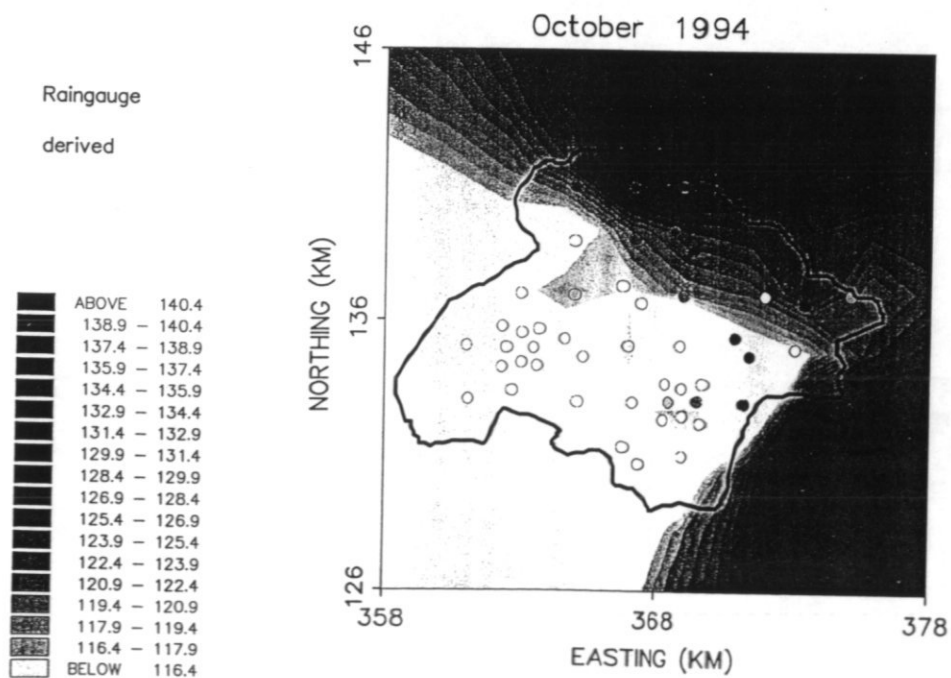 October 1994
Raingauge
derived
ABOVE 140.4
138.9 – 140.4
137.4 – 138.9
135.9 – 137.4
134.4 – 135.9
132.9 – 134.4
131.4 – 132.9
129.9 – 131.4
128.4 – 129.9
126.9 – 128.4
125.4 – 126.9
123.9 – 125.4
122.4 – 123.9
120.9 – 122.4
119.4 – 120.9
117.9 – 119.4
116.4 – 117.9
BELOW 116.4
146
136
126
NORTHING (KM)
358
368
378
EASTING (KM)